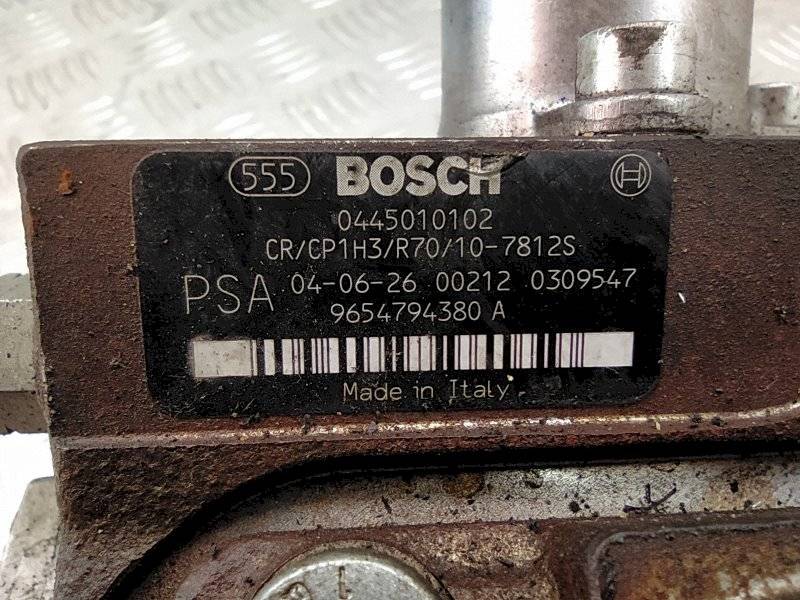 555 BOSCH
0445010102
CR/CP1H3/R70/10-7812S
PSA 04-06-26 00212 0309547
9654794380 A
Made in Italy